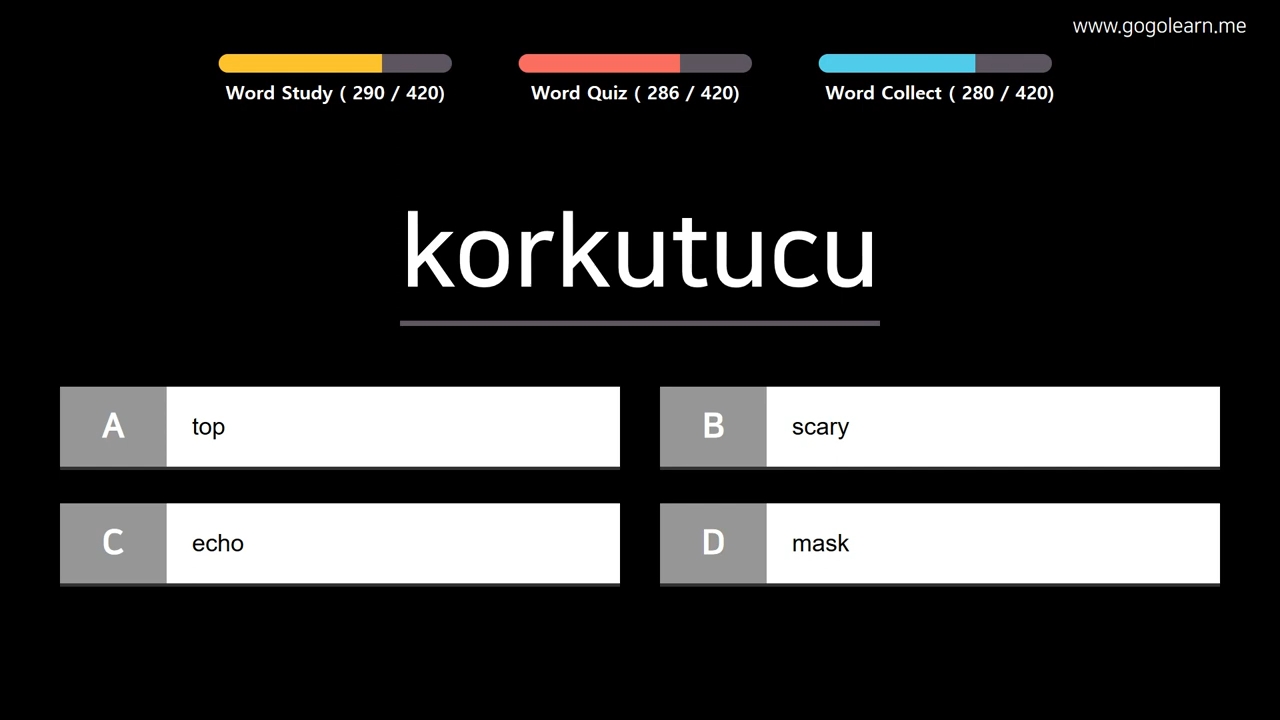 www.gogolearn.me
Word Study ( 290 / 420)
Word Quiz ( 286 / 420)
Word Collect ( 280 / 420)
korkutucu
A top
B scary
C echo
D mask